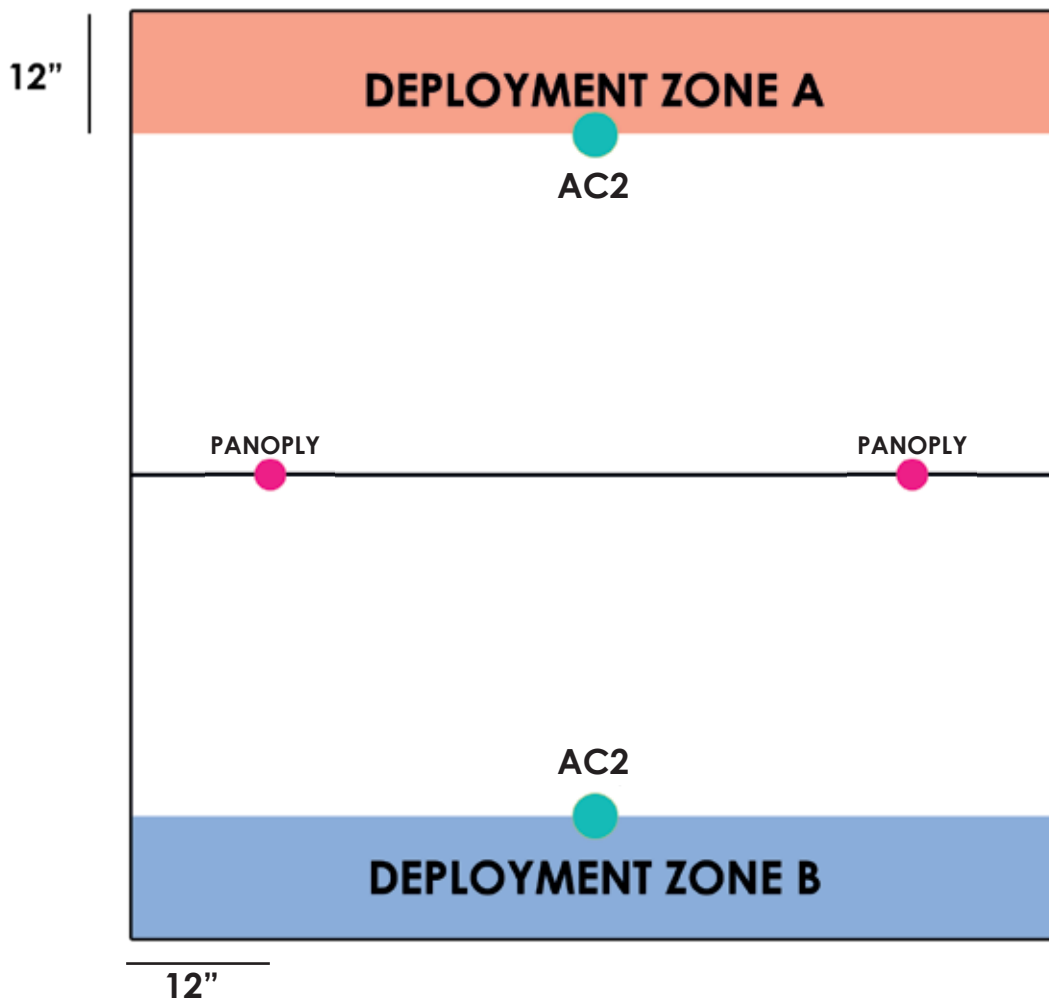 12”
DEPLOYMENT ZONE A
AC2
PANOPLY
PANOPLY
AC2
DEPLOYMENT ZONE B
12”